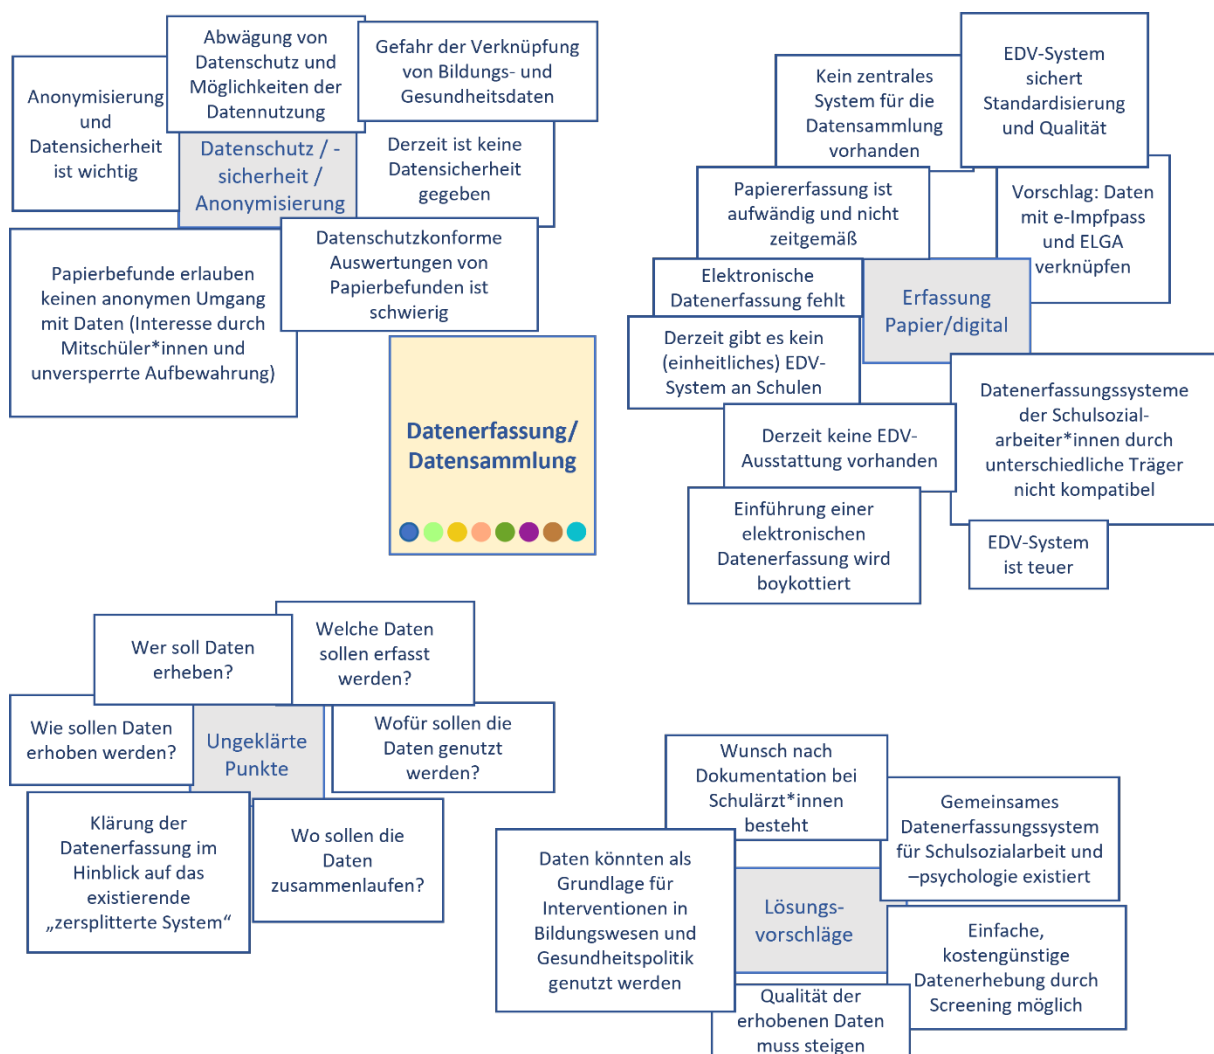 Abwägung von
Datenschutz und
Möglichkeiten der
Datennutzung
Gefahr der Verknüpfung
von Bildungs- und
Gesundheitsdaten
Anonymisierung
und
Datensicherheit
ist wichtig
Datenschutz / -
sicherheit /
Anonymisierung
Derzeit ist keine
Datensicherheit
gegeben
Papierbefunde erlauben
keinen anonymen Umgang
mit Daten (Interesse durch
Mitschüler*innen und
unversperrte Aufbewahrung)
Datenschutzkonforme
Auswertungen von
Papierbefunden ist
schwierig
Kein zentrales
System für die
Datensammlung
vorhanden
EDV-System
sichert
Standardisierung
und Qualität
Papiererfassung ist
aufwändig und nicht
zeitgemäß
Vorschlag: Daten
mit e-Impfpass
und ELGA
verknüpfen
Elektronische
Datenerfassung fehlt
Erfassung
Papier/digital
Derzeit gibt es kein
(einheitliches) EDV-
System an Schulen
Datenerfassungssysteme
der Schulsozial-
arbeiter*innen durch
unterschiedliche Träger
nicht kompatibel
Derzeit keine EDV-
Ausstattung vorhanden
Einführung einer
elektronischen
Datenerfassung wird
boykottiert
EDV-System
ist teuer
Datenerfassung/
Datensammlung
Wer soll Daten
erheben?
Welche Daten
sollen erfasst
werden?
Wie sollen Daten
erhoben werden?
Ungeklärte
Punkte
Wofür sollen die
Daten genutzt
werden?
Klärung der
Datenerfassung im
Hinblick auf das
existierende
„zersplitterte System“
Wo sollen die
Daten
zusammenlaufen?
Wunsch nach
Dokumentation bei
Schulärzt*innen
besteht
Gemeinsames
Datenerfassungssystem
für Schulsozialarbeit und
–psychologie existiert
Daten könnten als
Grundlage für
Interventionen in
Bildungswesen und
Gesundheitspolitik
genutzt werden
Lösungs-
vorschläge
Einfache,
kostengünstige
Datenerhebung durch
Screening möglich
Qualität der
erhobenen Daten
muss steigen